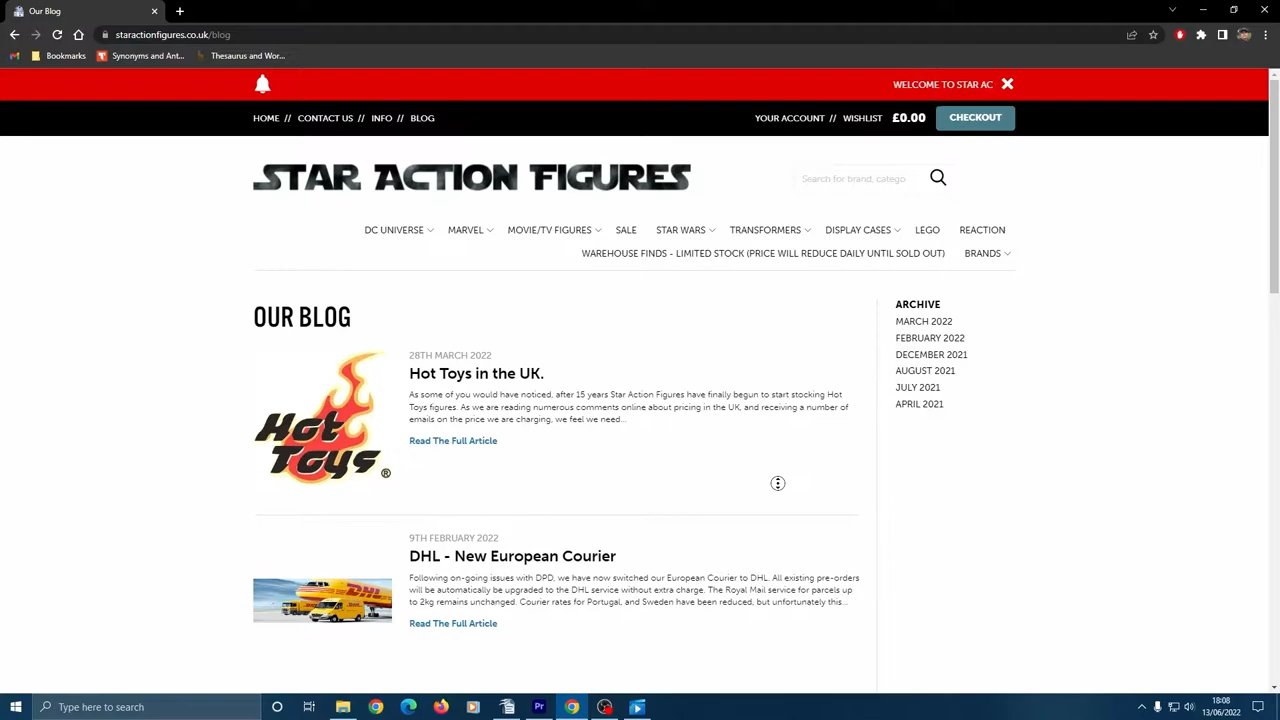 Our Blog
staractionfigures.co.uk/blog
Bookmarks
Synonyms and Ant...
Thesaurus and Wor...
WELCOME TO STAR AC
HOME // CONTACT US // INFO // BLOG
YOUR ACCOUNT // WISHLIST £0.00 CHECKOUT
STAR ACTION FIGURES
Search for brand, catego
DC UNIVERSE MARVEL MOVIE/TV FIGURES SALE STAR WARS TRANSFORMERS DISPLAY CASES LEGO REACTION
WAREHOUSE FINDS - LIMITED STOCK (PRICE WILL REDUCE DAILY UNTIL SOLD OUT) BRANDS
OUR BLOG
28TH MARCH 2022
Hot Toys in the UK.
As some of you would have noticed, after 15 years Star Action Figures have finally begun to start stocking Hot
Toys figures. As we are reading numerous comments online about pricing in the UK, and receiving a number of
emails on the price we are charging, we feel we need...
Read The Full Article
Hot
Toys®
9TH FEBRUARY 2022
DHL - New European Courier
Following on-going issues with DPD, we have now switched our European Courier to DHL. All existing pre-orders
will be automatically be upgraded to the DHL service without extra charge. The Royal Mail service for parcels up
to 2kg remains unchanged. Courier rates for Portugal, and Sweden have been reduced, but unfortunately this...
Read The Full Article
DHL
ARCHIVE
MARCH 2022
FEBRUARY 2022
DECEMBER 2021
AUGUST 2021
JULY 2021
APRIL 2021
Type here to search
18:08
13/06/2022